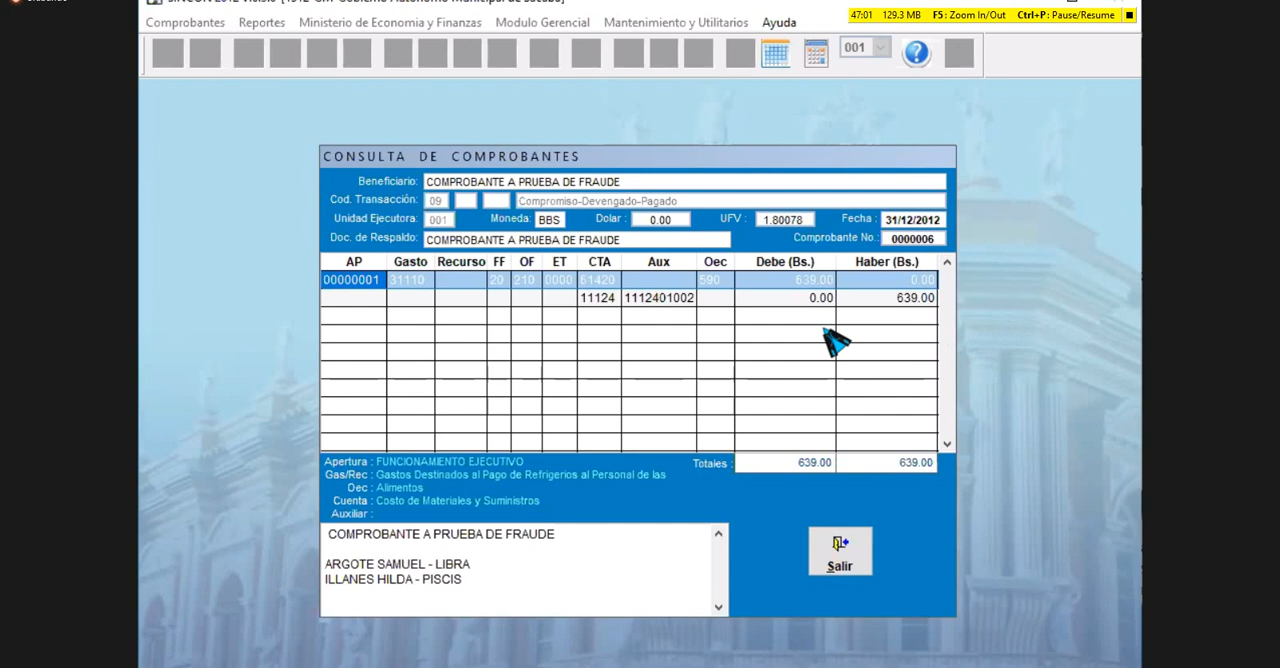 Comprobantes Reportes Ministerio de Economia y Finanzas Modulo Gerencial Mantenimiento y Utilitarios Ayuda
47:01 129.3 MB F5: Zoom In/Out Ctrl+P: Pause/Resume
001
CONSULTA DE COMPROBANTES
Beneficiario: COMPROBANTE A PRUEBA DE FRAUDE
Cod. Transacción: 09 Compromiso-Devengado-Pagado
Unidad Ejecutora: 001 Moneda: BBS Dolar : 0.00 UFV : 1.80078 Fecha : 31/12/2012
Doc. de Respaldo: COMPROBANTE A PRUEBA DE FRAUDE Comprobante No.: 0000006
AP Gasto Recurso FF OF ET CTA Aux Oec Debe (Bs.) Haber (Bs.)
00000001 31110 20 210 0000 61420 590 639.00 0.00
11124 1112401002 0.00 639.00
Apertura : FUNCIONAMIENTO EJECUTIVO Totales : 639.00 639.00
Gas/Rec : Gastos Destinados al Pago de Refrigerios al Personal de las
Oec : Alimentos
Cuenta : Costo de Materiales y Suministros
Auxiliar :
COMPROBANTE A PRUEBA DE FRAUDE
ARGOTE SAMUEL - LIBRA
ILLANES HILDA - PISCIS
Salir